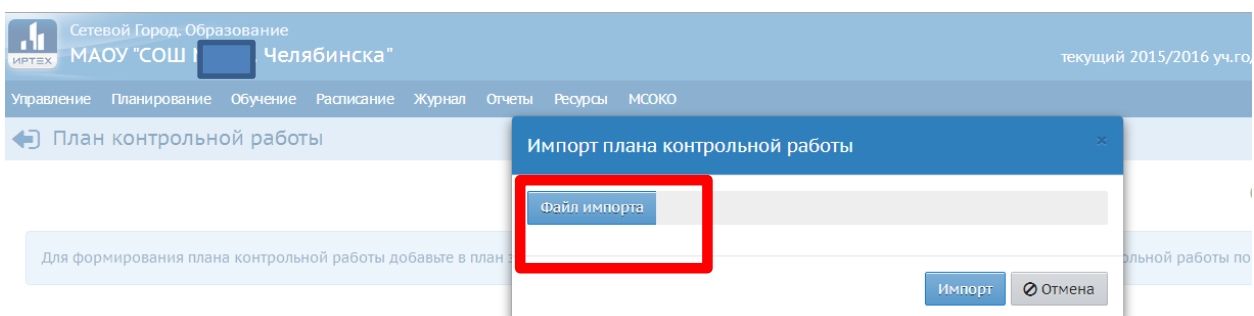 Сетевой Город. Образование
ИРТЕХ
МАОУ "СОШ Челябинска"
текущий 2015/2016 уч.го
Управление Планирование Обучение Расписание Журнал Отчеты Ресурсы МСОКО
План контрольной работы
Импорт плана контрольной работы
×
Файл импорта
Для формирования плана контрольной работы добавьте в план
ольной работы по
Импорт
Отмена